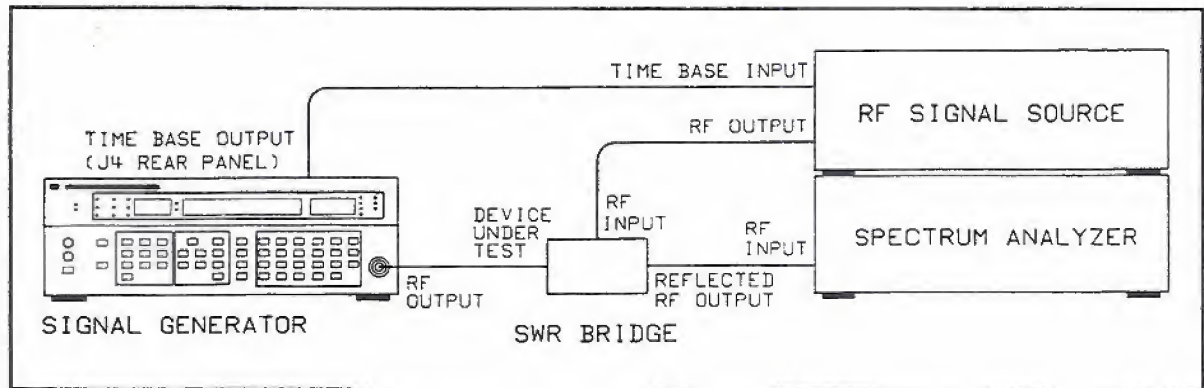 TIME BASE INPUT
RF SIGNAL SOURCE
RF OUTPUT
TIME BASE OUTPUT
(J4 REAR PANEL)
DEVICE
UNDER
TEST
RF
INPUT
RF
INPUT
SPECTRUM ANALYZER
RF
OUTPUT
REFLECTED
RF OUTPUT
SIGNAL GENERATOR
SWR BRIDGE